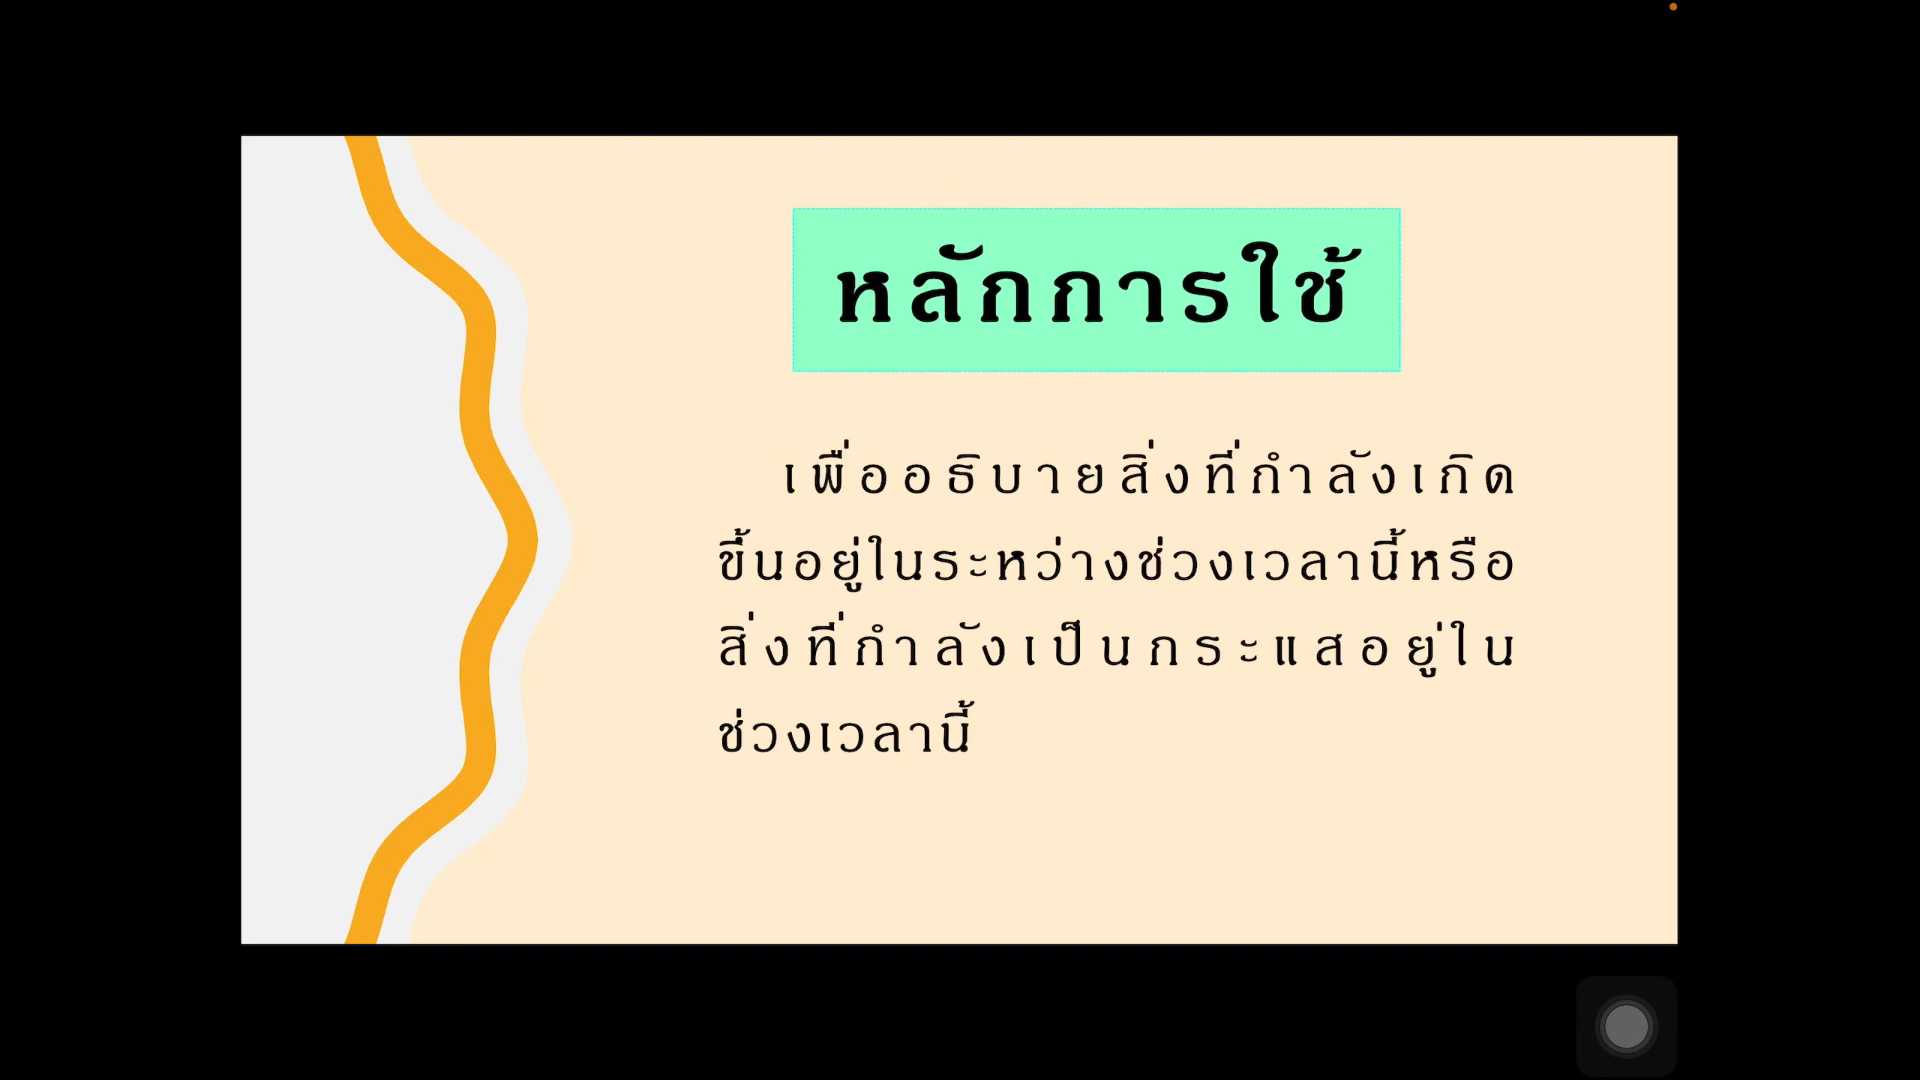 หลักการใช้
เพื่ออธิบายสิ่งที่กำลังเกิด
ขึ้นอยู่ในระหว่างช่วงเวลานี้หรือ
สิ่งที่กำลังเป็นกระแสอยู่ใน
ช่วงเวลานี้